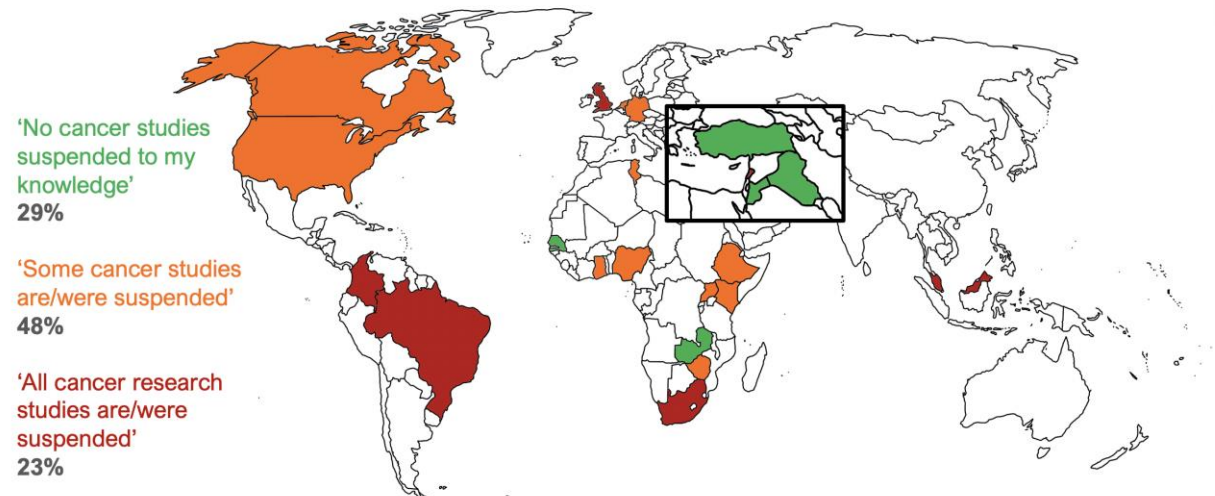 ‘No cancer studies
suspended to my
knowledge’
29%
‘Some cancer studies
are/were suspended’
48%
‘All cancer research
studies are/were
suspended’
23%